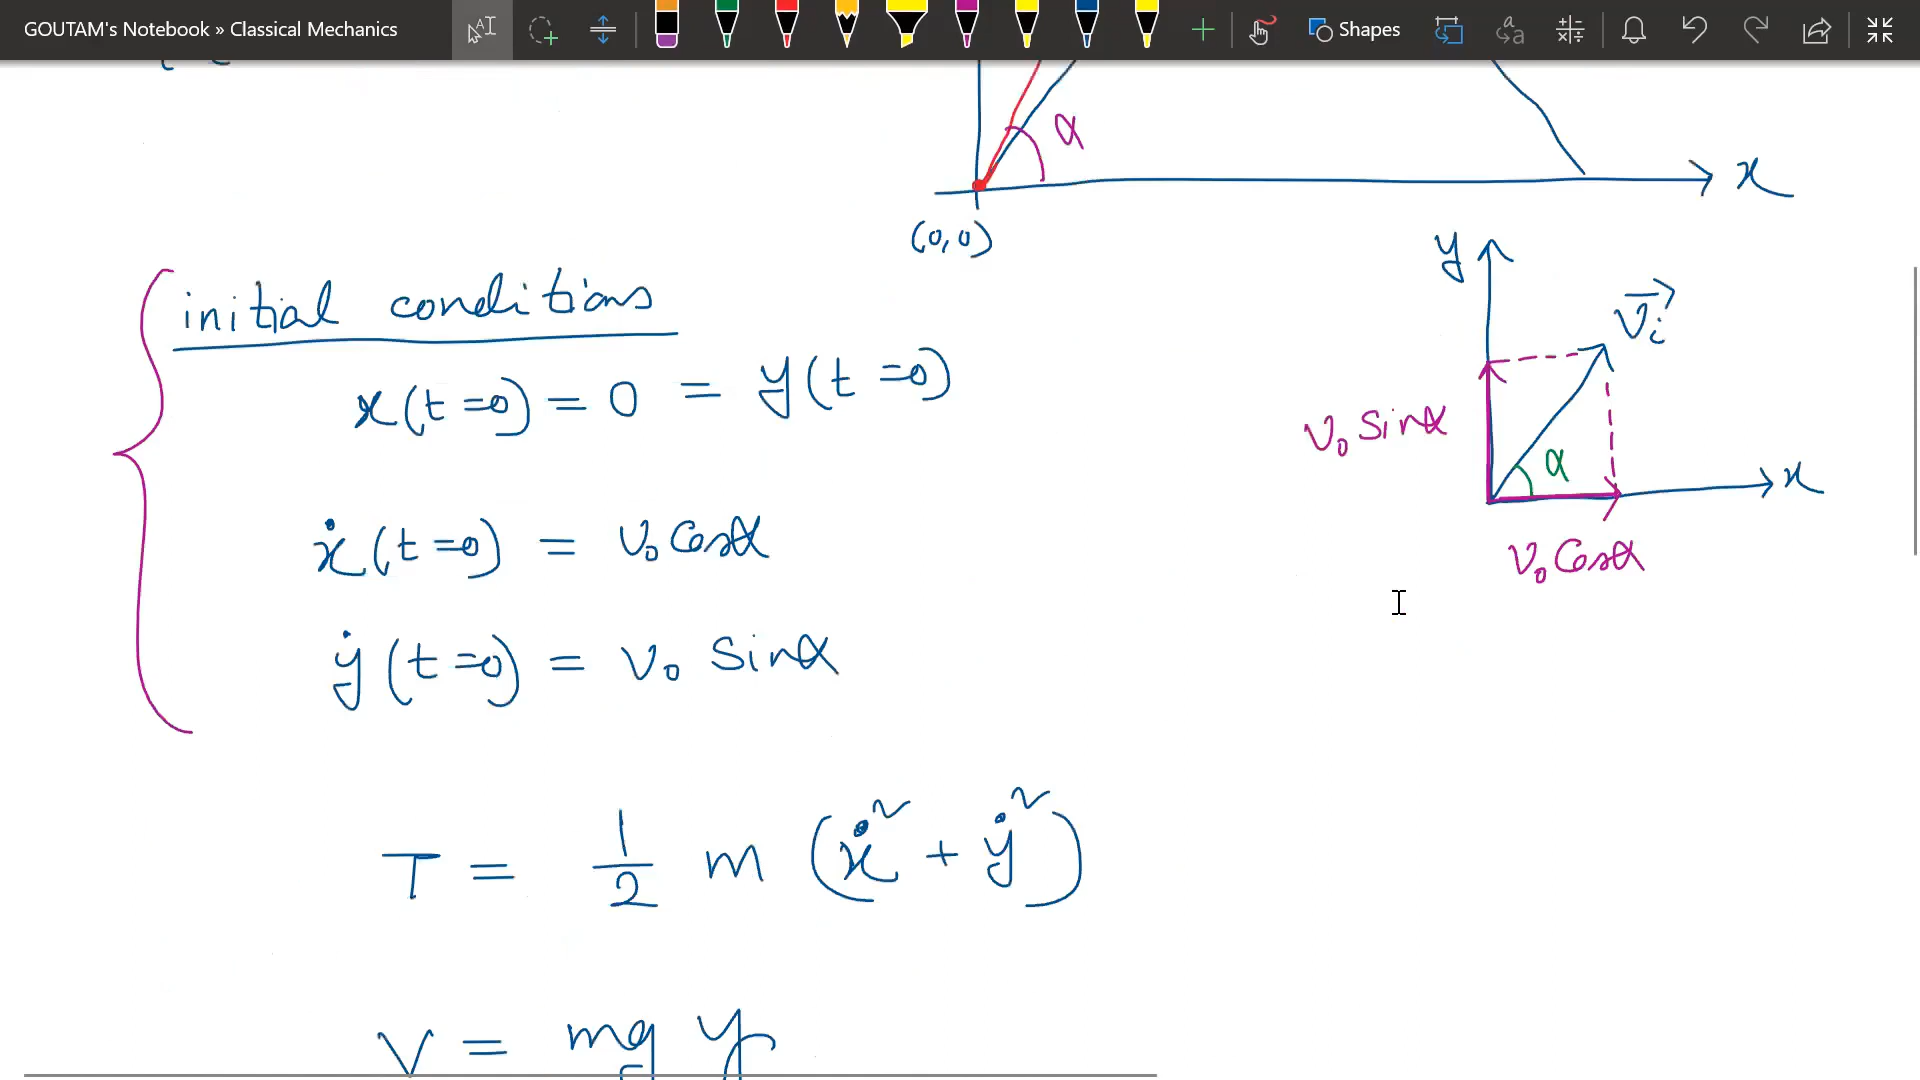 GOUTAM's Notebook » Classical Mechanics
Shapes
α
x
(0,0)
initial conditions
x(t=0) = 0 = y(t=0)
ẋ(t=0) = v₀ Cosα
ẏ(t=0) = v₀ Sinα
y
v⃗ᵢ
v₀ Sinα
α
x
v₀ Cosα
T = 1/2 m (ẋ² + ẏ²)
V = mg y